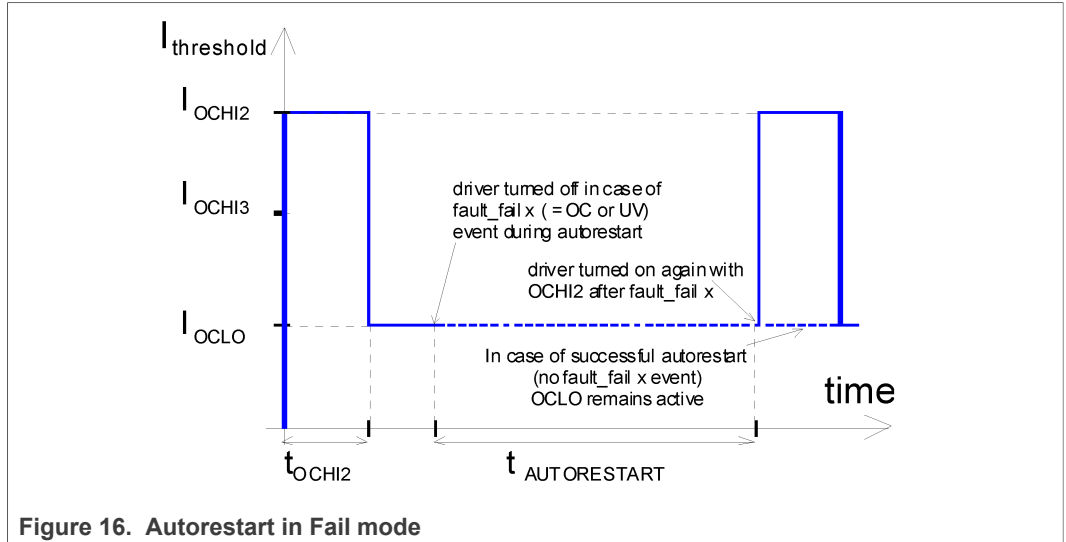 I threshold
I OCHI2
I OCHI3
driver turned off in case of
fault_fail x ( = OC or UV)
event during autorestart
driver turned on again with
OCHI2 after fault_fail x
I OCLO
In case of successful autorestart
(no fault_fail x event)
OCLO remains active
time
t OCHI2
t AUTORESTART
Figure 16. Autorestart in Fail mode